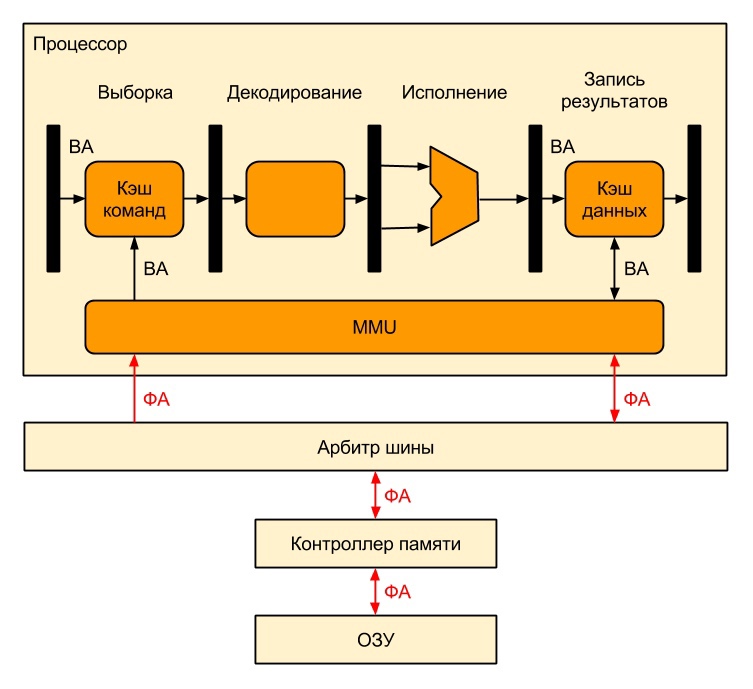 Процессор
Выборка
Декодирование
Исполнение
Запись
результатов
ВА
ВА
Кэш
команд
Кэш
данных
ВА
ВА
MMU
ФА
ФА
Арбитр шины
ФА
Контроллер памяти
ФА
ОЗУ